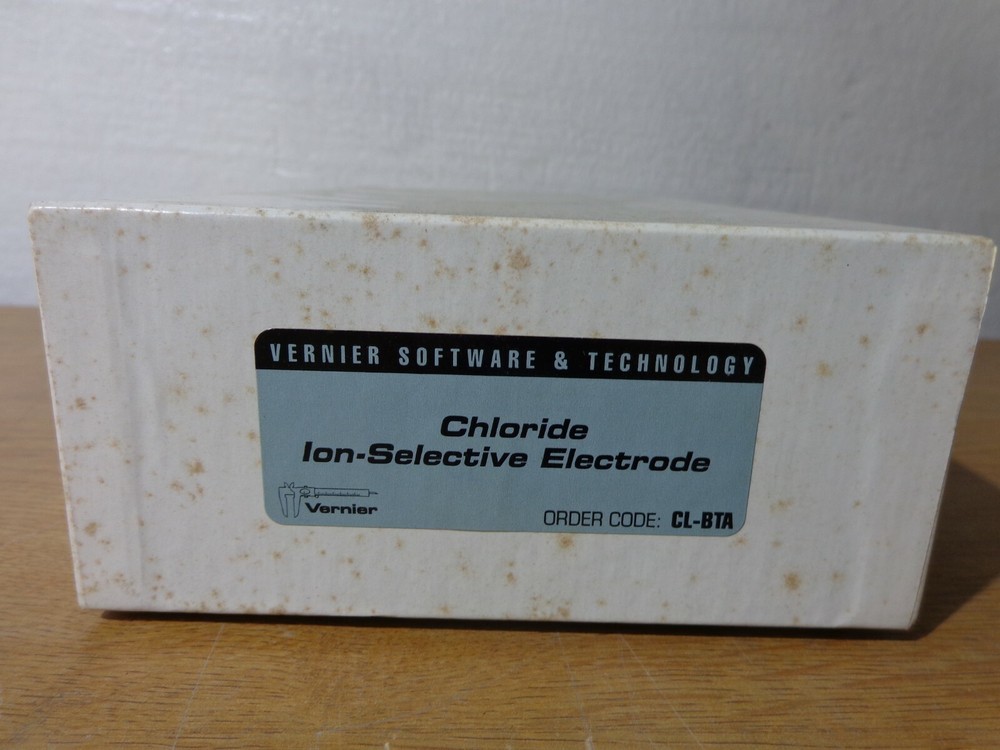 VERNIER SOFTWARE & TECHNOLOGY
Chloride
Ion-Selective Electrode
Vernier
ORDER CODE: CL-BTA